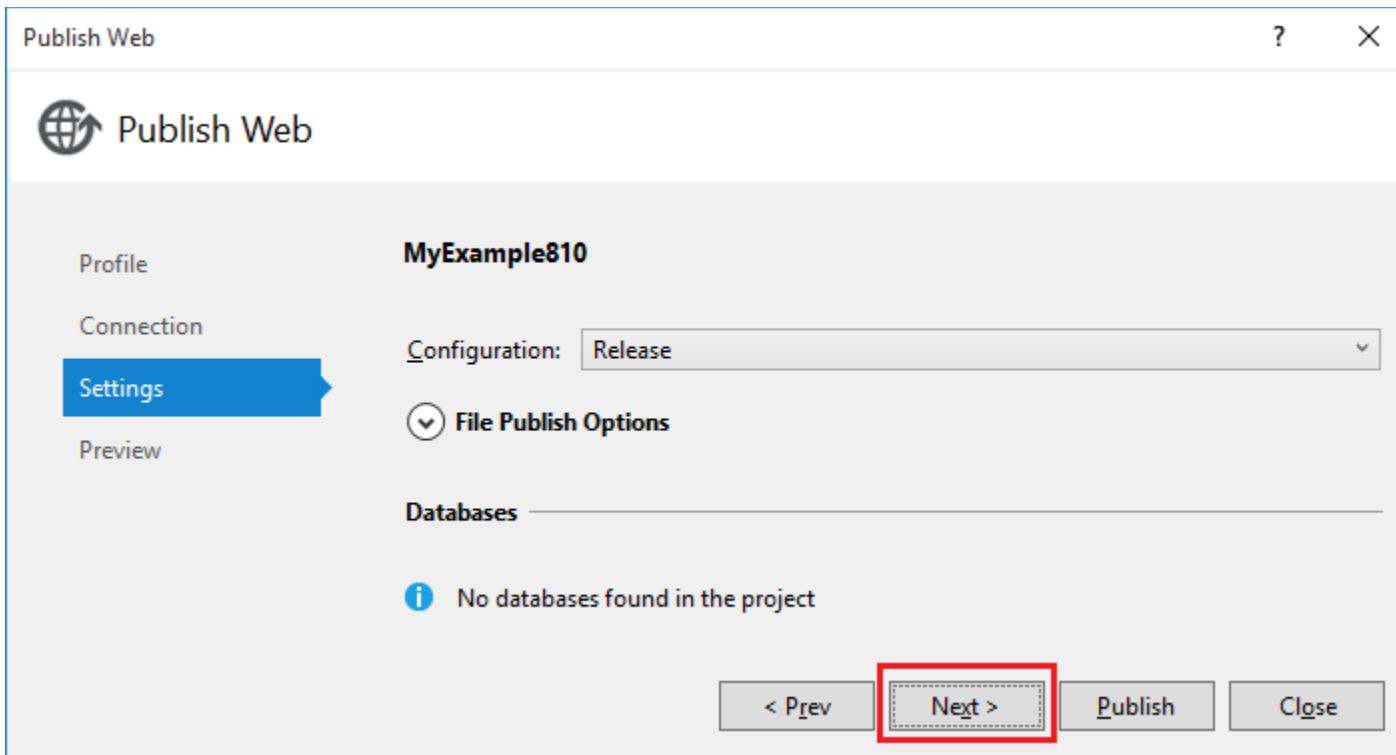 Publish Web
?
Publish Web
Profile
Connection
Settings
Preview
MyExample810
Configuration: Release
File Publish Options
Databases
No databases found in the project
< Prev Next > Publish Close